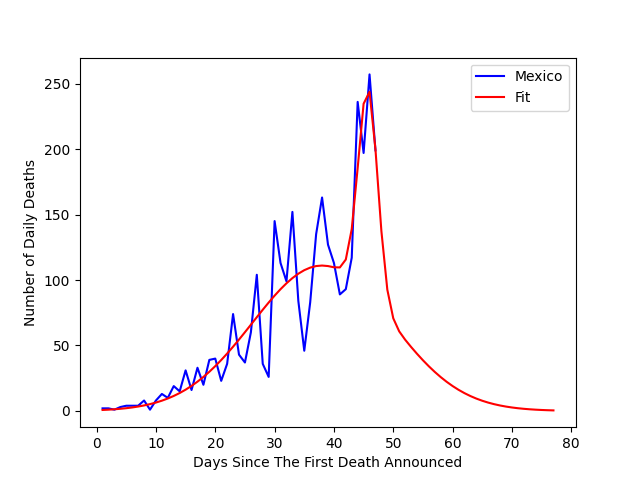 Mexico
Fit
250
200
150
100
50
0
Number of Daily Deaths
0 10 20 30 40 50 60 70 80
Days Since The First Death Announced